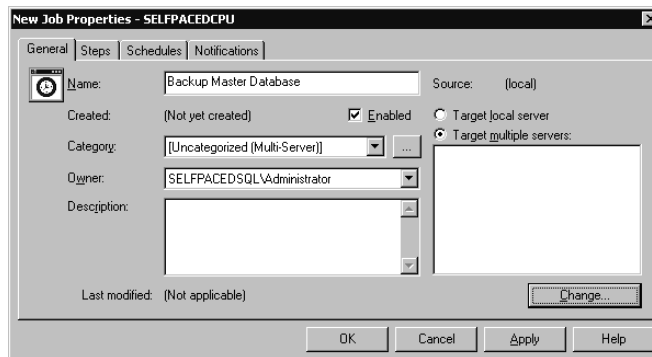 New Job Properties - SELFPACEDCPU
General Steps Schedules Notifications
Name: Backup Master Database Source: (local)
Created: (Not yet created) Enabled Target local server
Target multiple servers:
Category: [Uncategorized (Multi-Server)] ...
Owner: SELFPACEDSQL\Administrator
Description:
Last modified: (Not applicable) Change...
OK Cancel Apply Help